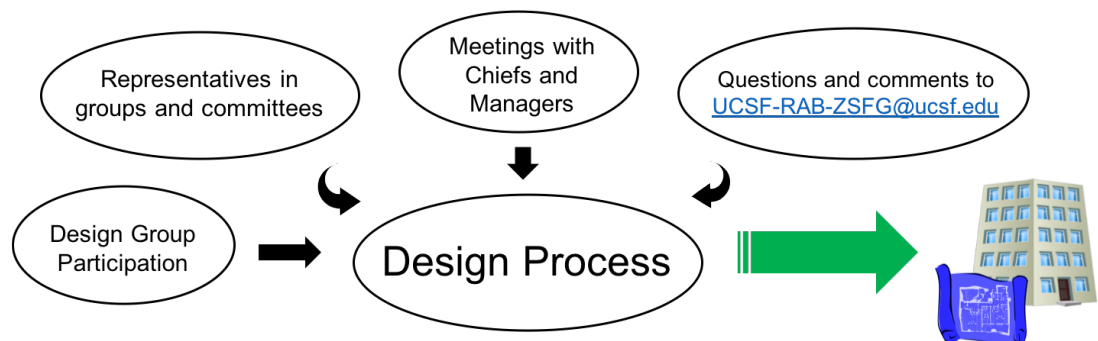 Representatives in
groups and committees
Meetings with
Chiefs and
Managers
Questions and comments to
UCSF-RAB-ZSFG@ucsf.edu
Design Group
Participation
Design Process